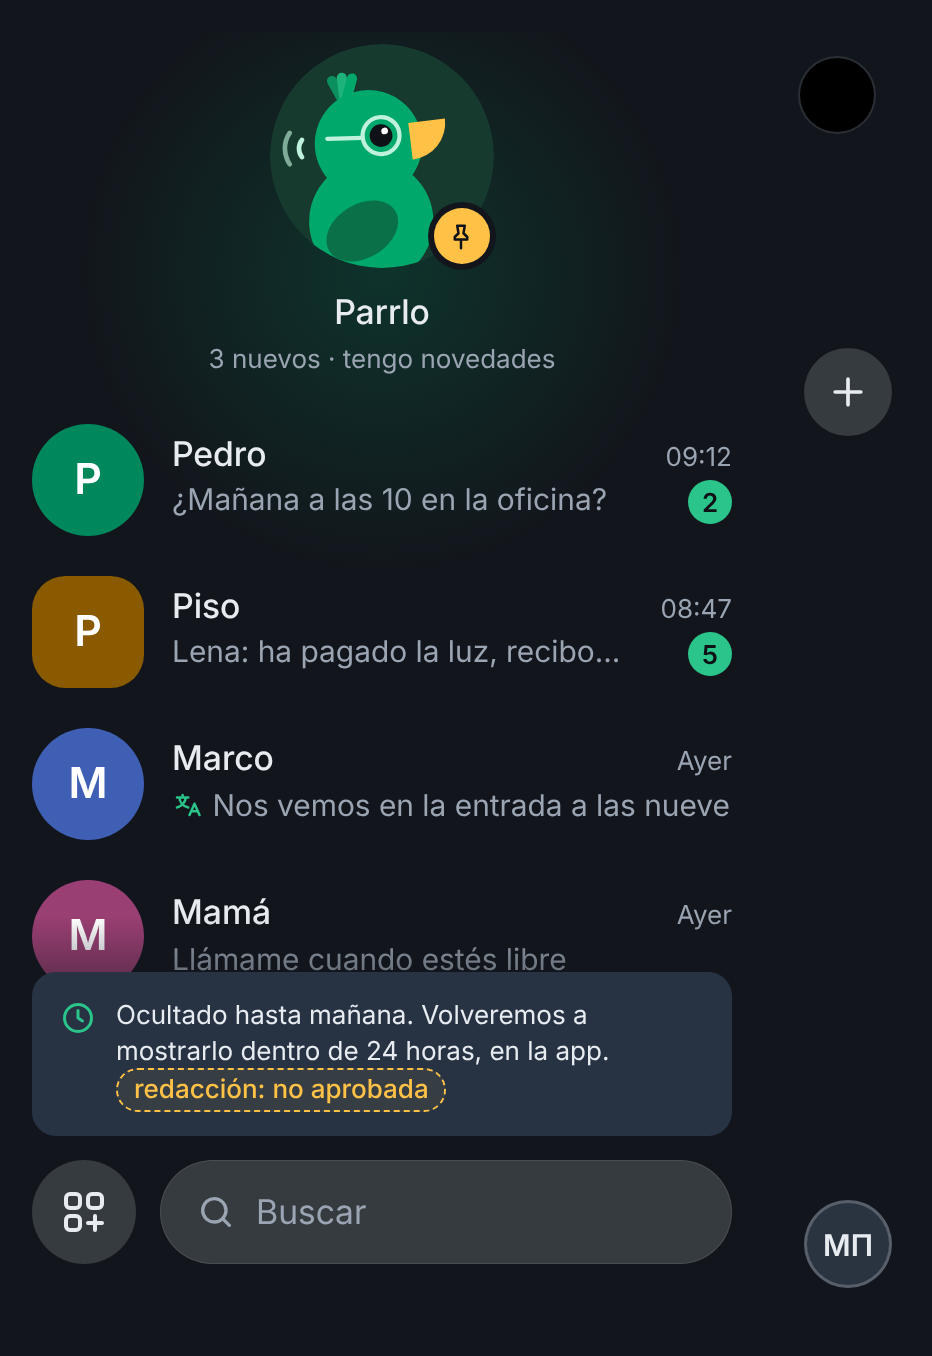 Parrlo
3 nuevos · tengo novedades
P
Pedro
09:12
¿Mañana a las 10 en la oficina?
2
P
Piso
08:47
Lena: ha pagado la luz, recibo...
5
M
Marco
Ayer
Nos vemos en la entrada a las nueve
M
Mamá
Ayer
Llámame cuando estés libre
Ocultado hasta mañana. Volveremos a
mostrarlo dentro de 24 horas, en la app.
redacción: no aprobada
Buscar
МП